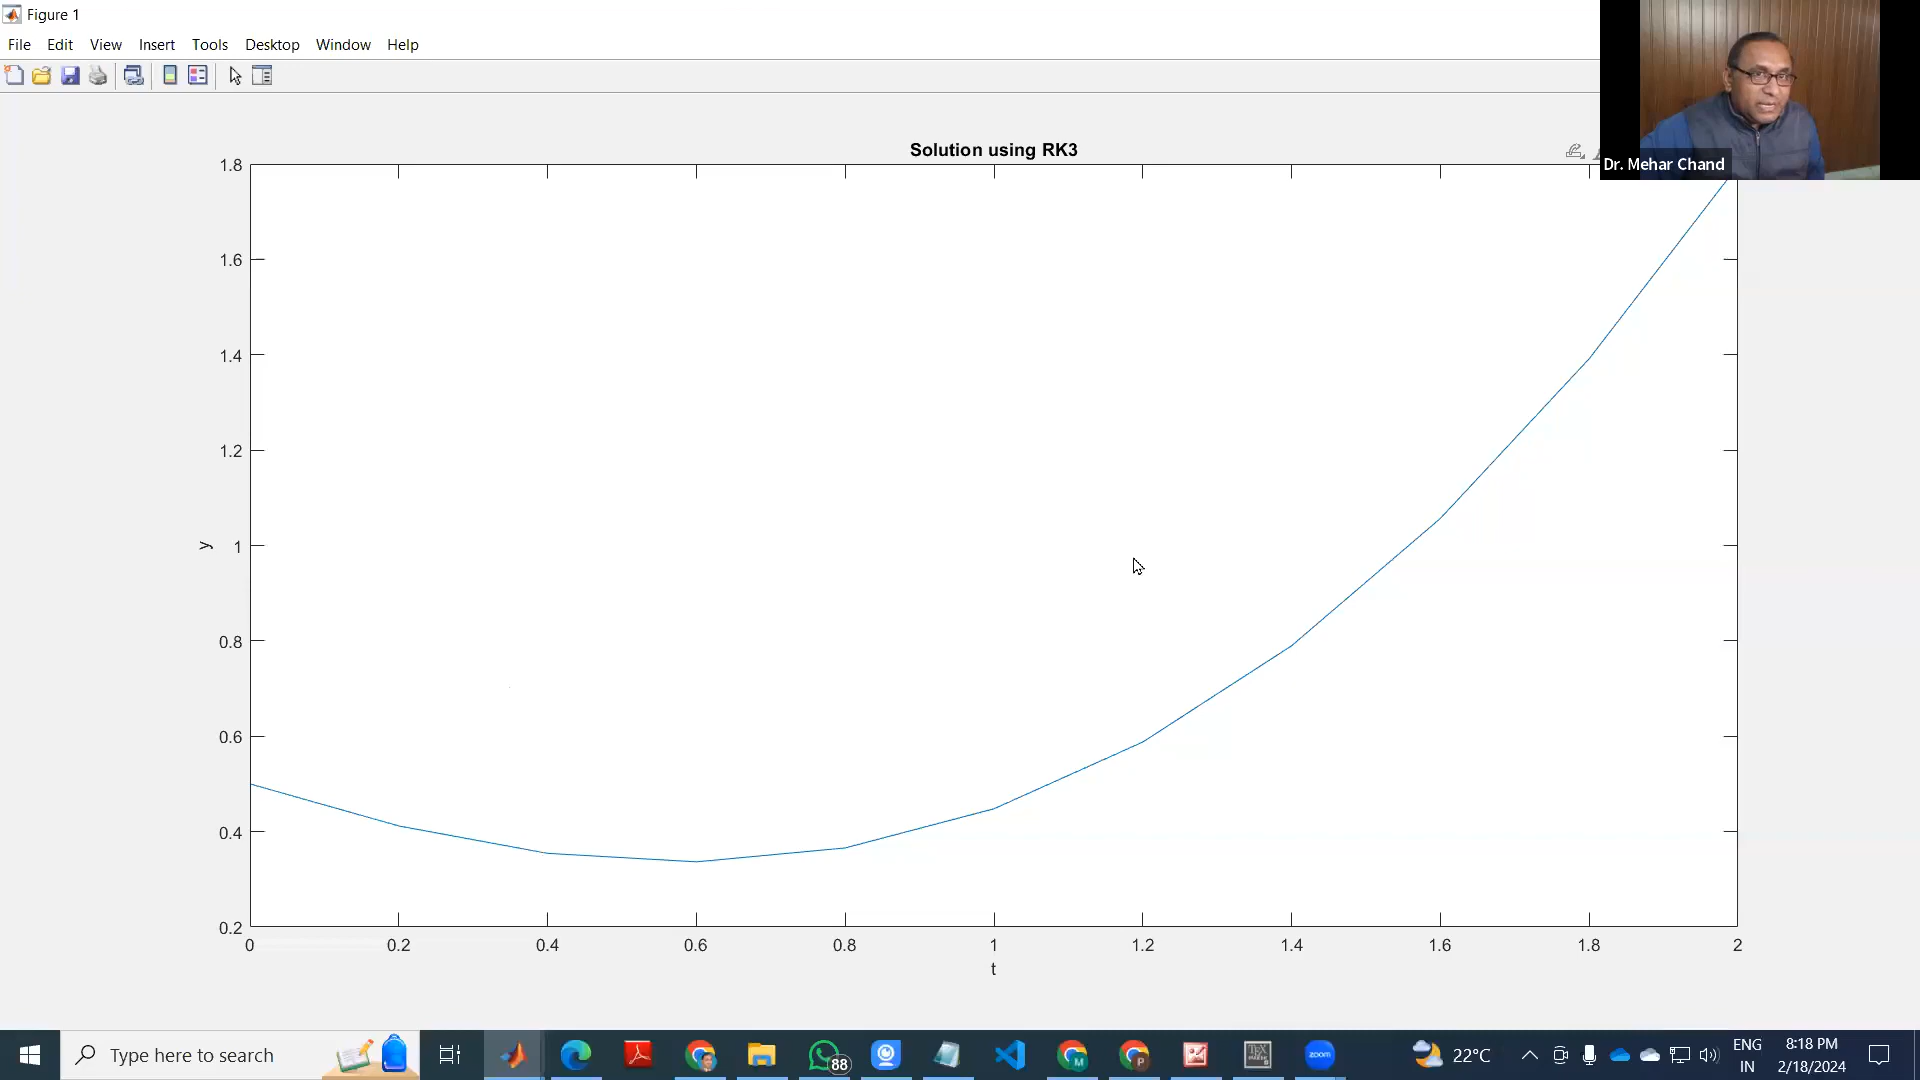 Figure 1
File Edit View Insert Tools Desktop Window Help
Dr. Mehar Chand
Solution using RK3
1.8
1.6
1.4
1.2
1
0.8
0.6
0.4
0.2
y
0 0.2 0.4 0.6 0.8 1 1.2 1.4 1.6 1.8 2
t
Type here to search
88
M
P
zoom
22°C
ENG
IN
8:18 PM
2/18/2024